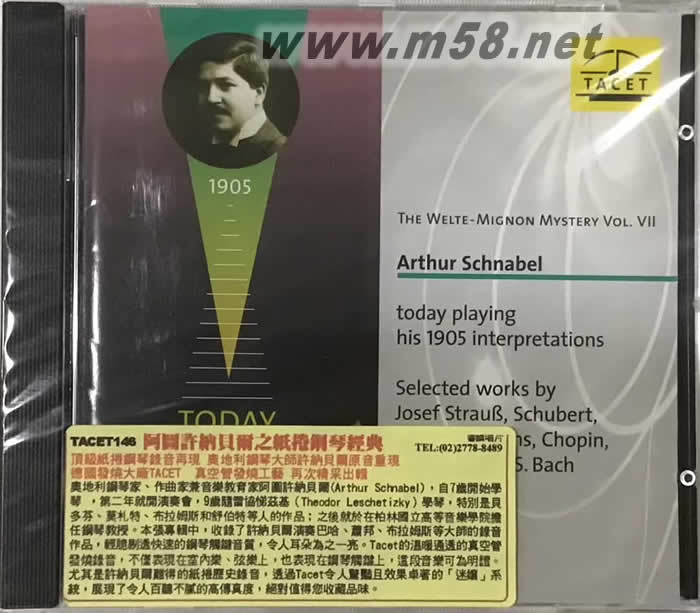 www.m58.net
TACET
1905
THE WELTE-MIGNON MYSTERY VOL. VII
Arthur Schnabel
today playing
his 1905 interpretations
Selected works by
Josef Strauß, Schubert,
Chopin,
Bach
TODAY
TACET146 阿圖許納貝爾之紙捲鋼琴經典
TEL:(02)2778-8489
頂級紙捲鋼琴錄音再現 奧地利鋼琴大師許納貝爾原音重現
德國發燒大廠TACET 真空管發燒工藝 再次精采出輯
奧地利鋼琴家、作曲家兼音樂教育家阿圖許納貝爾(Arthur Schnabel)，自7歲開始學
琴，第二年就開演奏會，9歲隨雷協悌茲基(Theodor Leschetizky)學琴，特別是貝
多芬、莫札特、布拉姆斯和舒伯特等人的作品；之後就於在柏林國立高等音樂學院擔
任鋼琴教授。本張專輯中，收錄了許納貝爾演奏巴哈、蕭邦、布拉姆斯等大師的錄音
作品，輕脆剔透快速的鋼琴觸鍵音質，令人耳朵為之一亮。Tacet的溫暖通透的真空管
發燒錄音，不僅表現在室內樂、弦樂上，也表現在鋼琴觸鍵上，這段音樂可為明證。
尤其是許納貝爾難得的紙捲歷史錄音，透過Tacet令人驚豔且效果卓著的「迷孃」系
統，展現了令人百聽不膩的高傳真度，絕對值得您收藏品味。